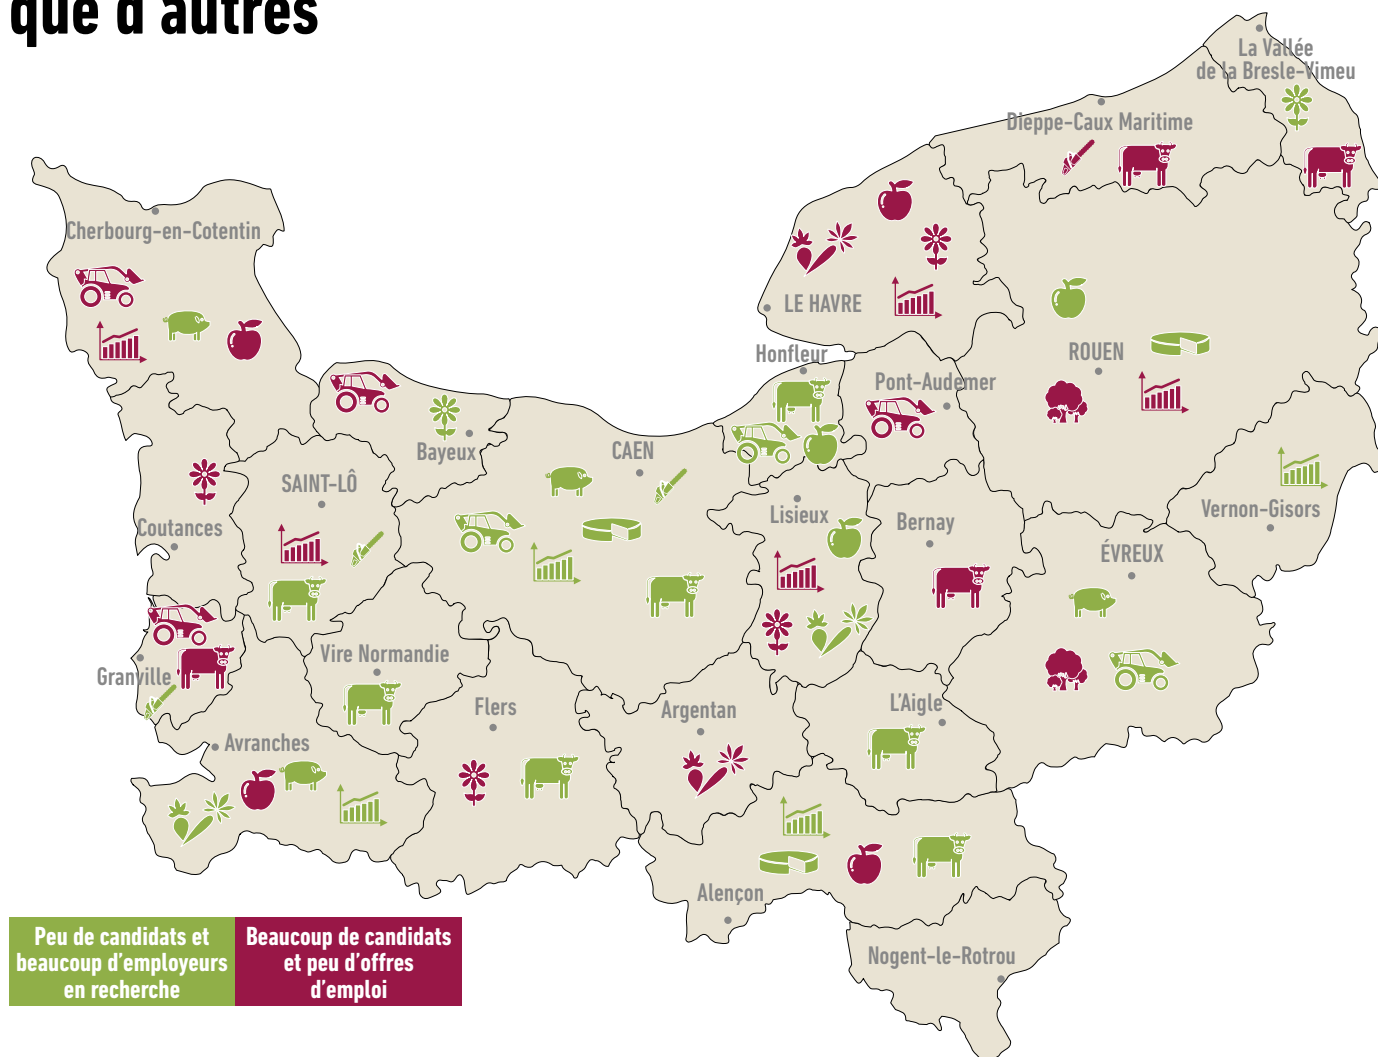 que d'autres
La Vallée
de la Bresle-Vimeu
Dieppe-Caux Maritime
Cherbourg-en-Cotentin
LE HAVRE
Honfleur
ROUEN
Pont-Audemer
Bayeux
CAEN
SAINT-LÔ
Lisieux
Bernay
Vernon-Gisors
Coutances
ÉVREUX
Vire Normandie
Granville
Flers
Argentan
L'Aigle
Avranches
Alençon
Nogent-le-Rotrou
Peu de candidats et
beaucoup d'employeurs
en recherche
Beaucoup de candidats
et peu d'offres
d'emploi